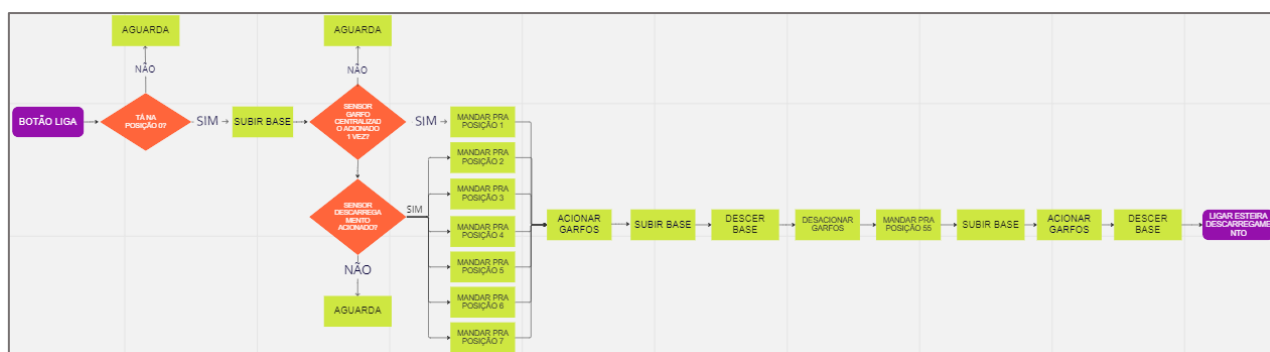 AGUARDA
NÃO
BOTÃO LIGA
TÁ NA
POSIÇÃO 0?
SIM
SUBIR BASE
AGUARDA
NÃO
SENSOR
GARFO
CENTRALIZAD
O ACIONADO
1 VEZ?
SIM
MANDAR PRA
POSIÇÃO 1
SENSOR
DESCARREGA
MENTO
ACIONADO?
SIM
NÃO
AGUARDA
MANDAR PRA
POSIÇÃO 2
MANDAR PRA
POSIÇÃO 3
MANDAR PRA
POSIÇÃO 4
MANDAR PRA
POSIÇÃO 5
MANDAR PRA
POSIÇÃO 6
MANDAR PRA
POSIÇÃO 7
ACIONAR
GARFOS
SUBIR BASE
DESCER
BASE
DESACIONAR
GARFOS
MANDAR PRA
POSIÇÃO 55
SUBIR BASE
ACIONAR
GARFOS
DESCER
BASE
LIGAR ESTEIRA
DESCARREGAME
NTO